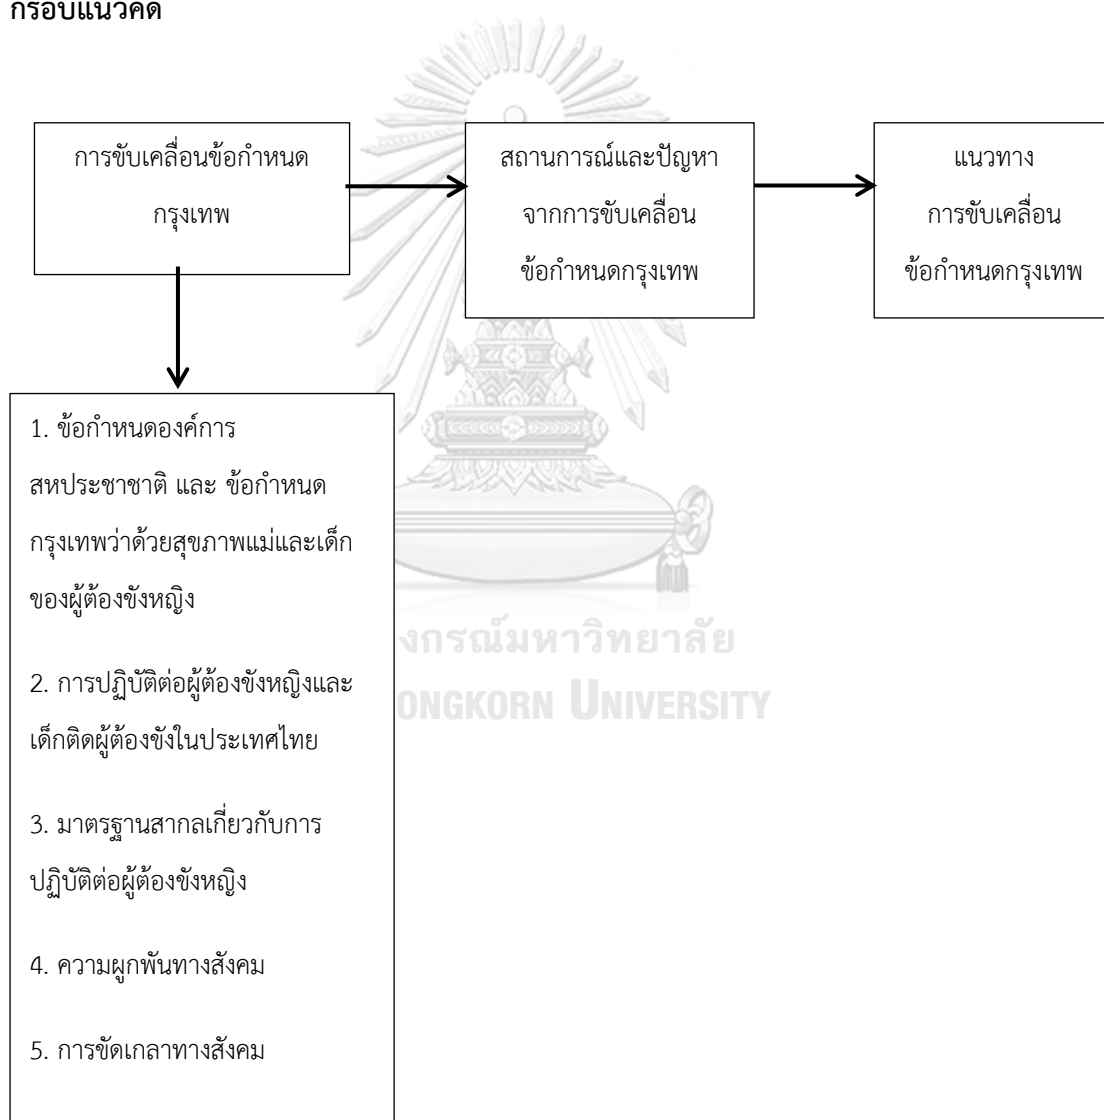 กรอบแนวคิด
การขับเคลื่อนข้อกำหนด
กรุงเทพ
สถานการณ์และปัญหา
จากการขับเคลื่อน
ข้อกำหนดกรุงเทพ
แนวทาง
การขับเคลื่อน
ข้อกำหนดกรุงเทพ
1. ข้อกำหนดองค์การ
สหประชาชาติ และ ข้อกำหนด
กรุงเทพว่าด้วยสุขภาพแม่และเด็ก
ของผู้ต้องขังหญิง
2. การปฏิบัติต่อผู้ต้องขังหญิงและ
เด็กติดผู้ต้องขังในประเทศไทย
3. มาตรฐานสากลเกี่ยวกับการ
ปฏิบัติต่อผู้ต้องขังหญิง
4. ความผูกพันทางสังคม
5. การขัดเกลาทางสังคม
งกรณ์มหาวิทยาลัย
ONGKORN UNIVERSITY